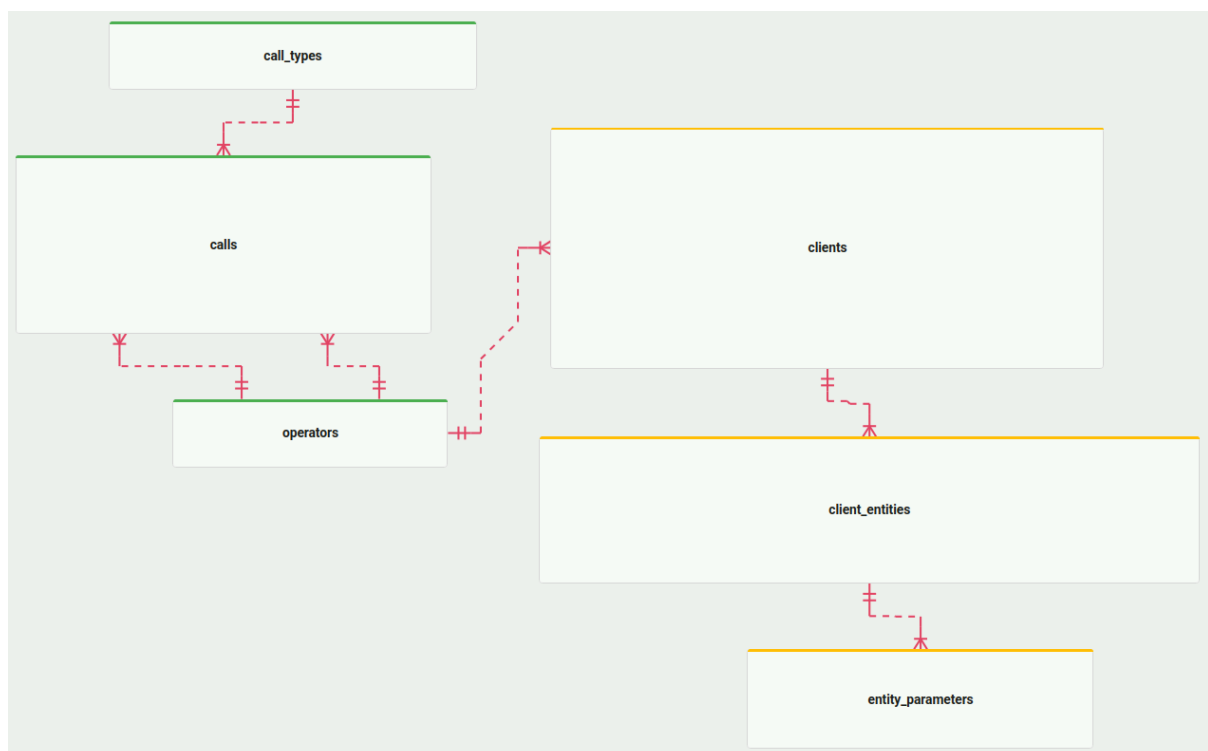 call_types
calls
clients
operators
client_entities
entity_parameters